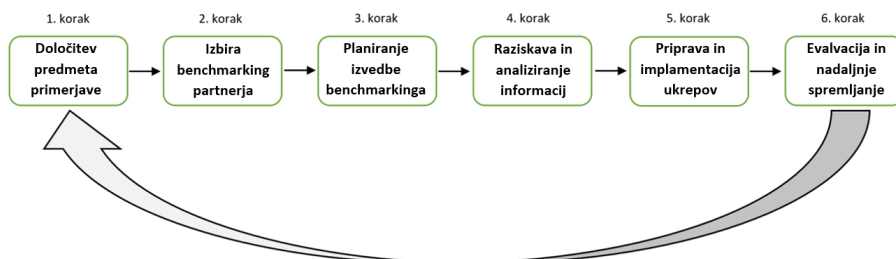 1. korak
2. korak
3. korak
4. korak
5. korak
6. korak
Določitev
predmeta
primerjave
Izbira
benchmarking
partnerja
Planiranje
izvedbe
benchmarkinga
Raziskava in
analiziranje
informacij
Priprava in
implamentacija
ukrepov
Evalvacija in
nadaljnje
spremljanje